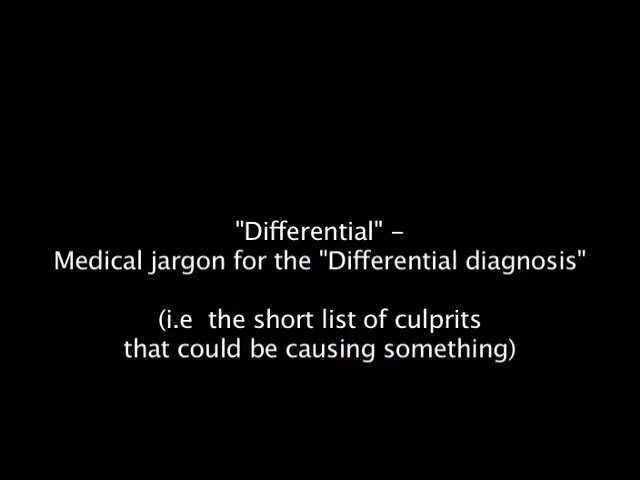 "Differential" –
Medical jargon for the "Differential diagnosis"
(i.e  the short list of culprits
that could be causing something)